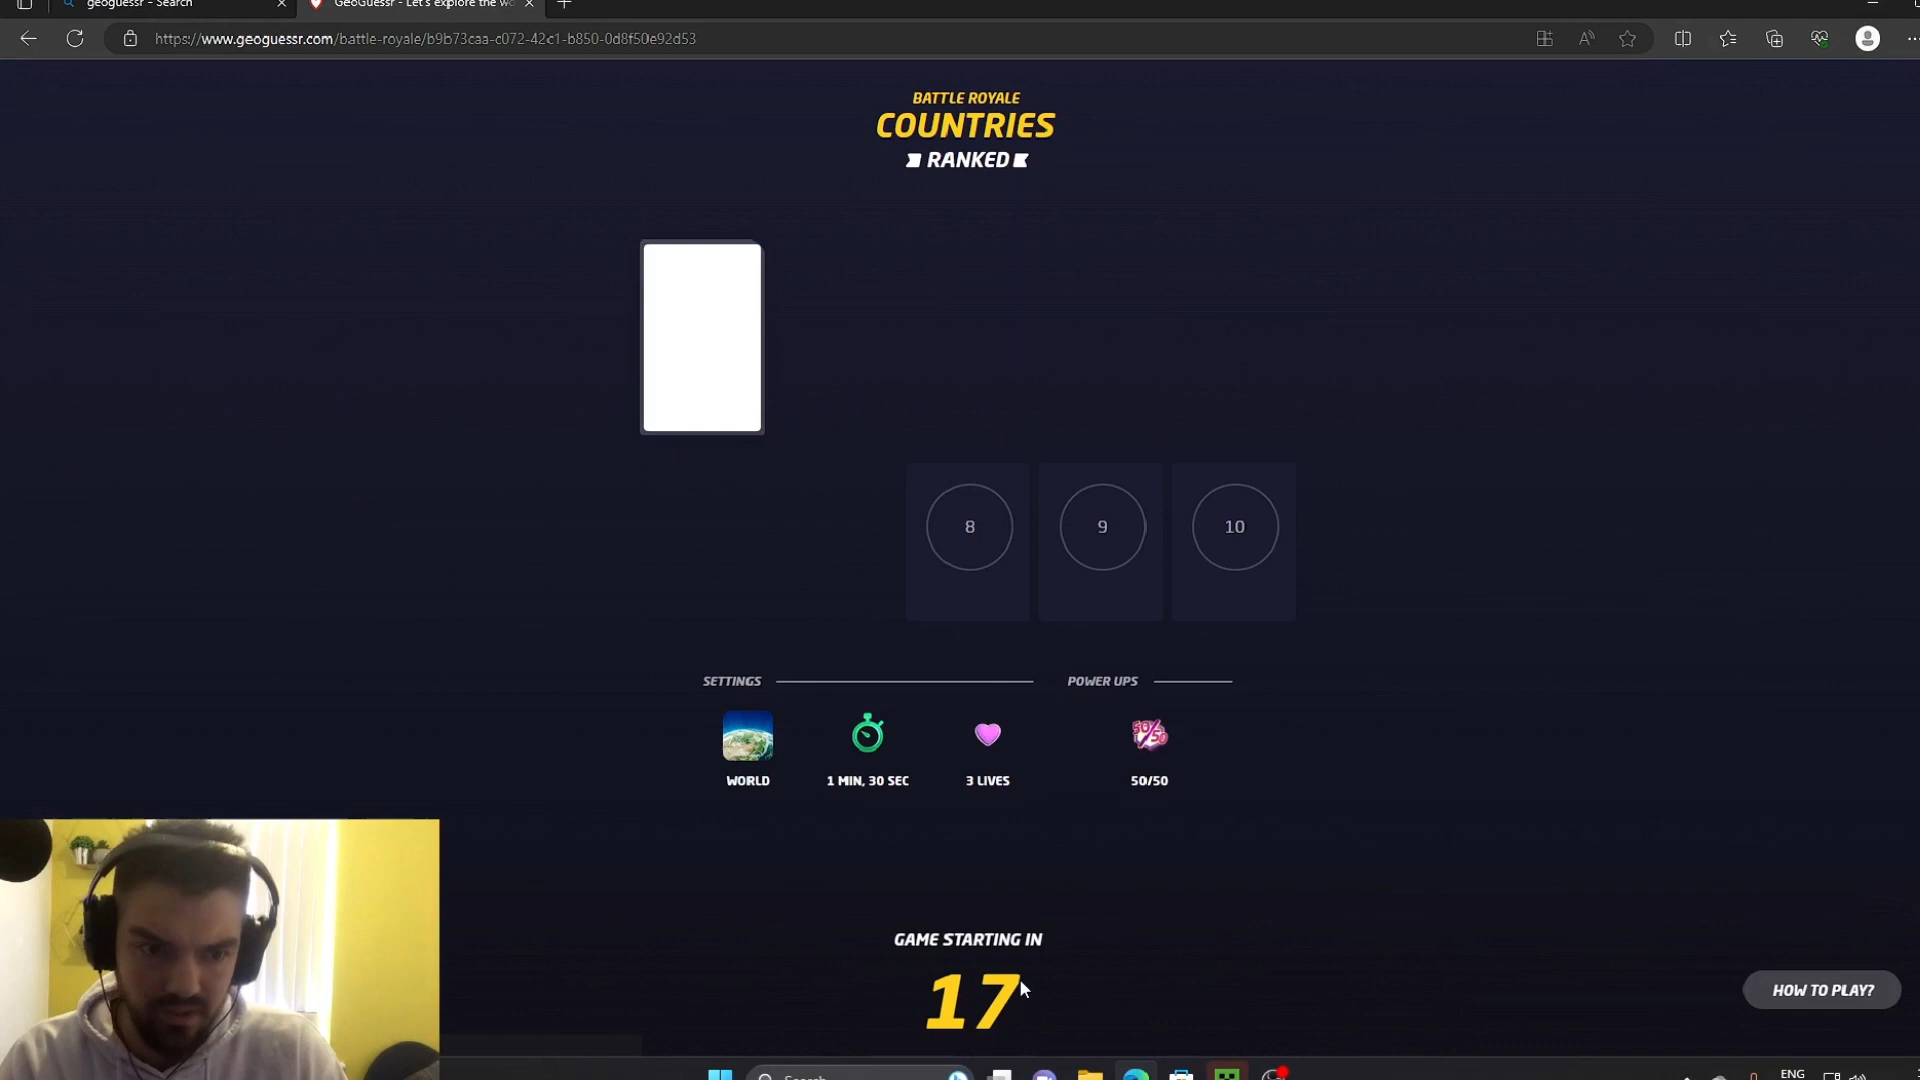 geoguessr - Search
GeoGuessr - Let's explore the wo
https://www.geoguessr.com/battle-royale/b9b73caa-c072-42c1-b850-0d8f50e92d53
BATTLE ROYALE
COUNTRIES
RANKED
8
9
10
SETTINGS
POWER UPS
50/50
WORLD
1 MIN, 30 SEC
3 LIVES
50/50
GAME STARTING IN
17
HOW TO PLAY?
Search
ENG